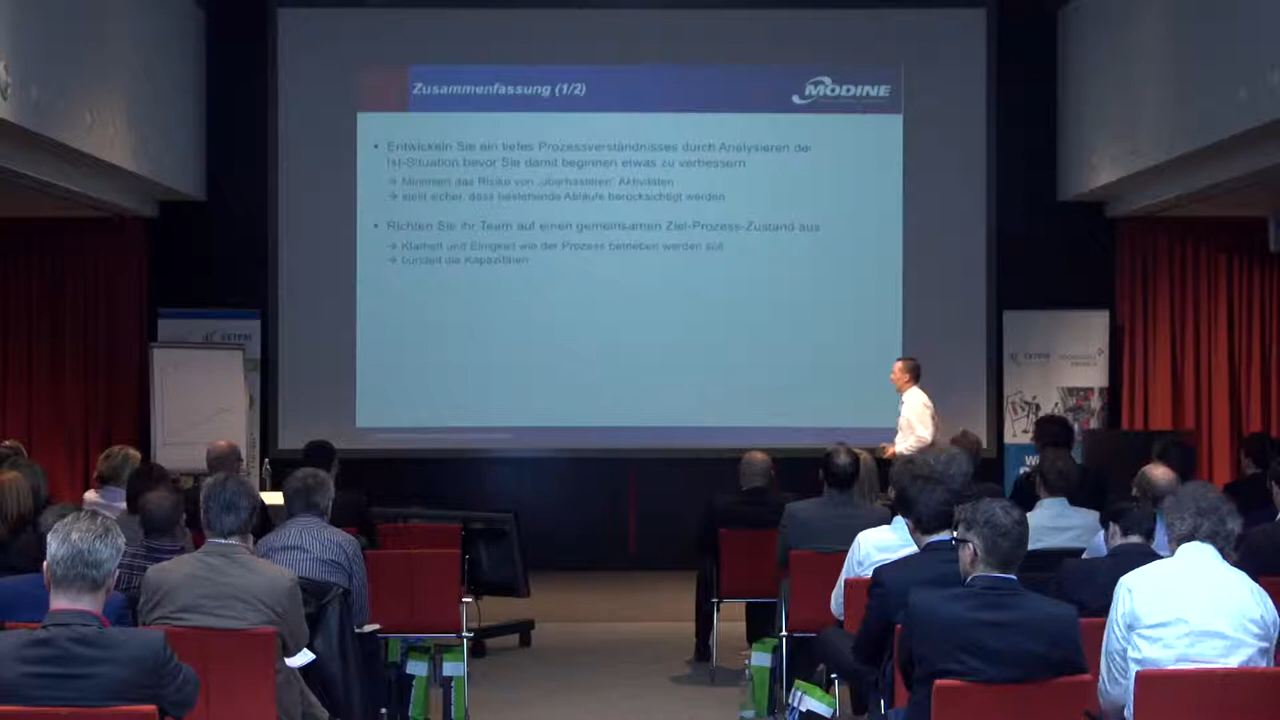 Zusammenfassung (1/2)
MODINE
• Entwickeln Sie ein tiefes Prozessverständnisses durch Analysieren der
Ist-Situation bevor Sie damit beginnen etwas zu verbessern
→ Minimiert das Risiko von „überhasteten" Aktivitäten
→ stellt sicher, dass bestehende Abläufe berücksichtigt werden
• Richten Sie ihr Team auf einen gemeinsamen Ziel-Prozess-Zustand aus
→ Klarheit und Einigkeit wie der Prozess betrieben werden soll
→ bündelt die Kapazitäten
CETPM
CETPM